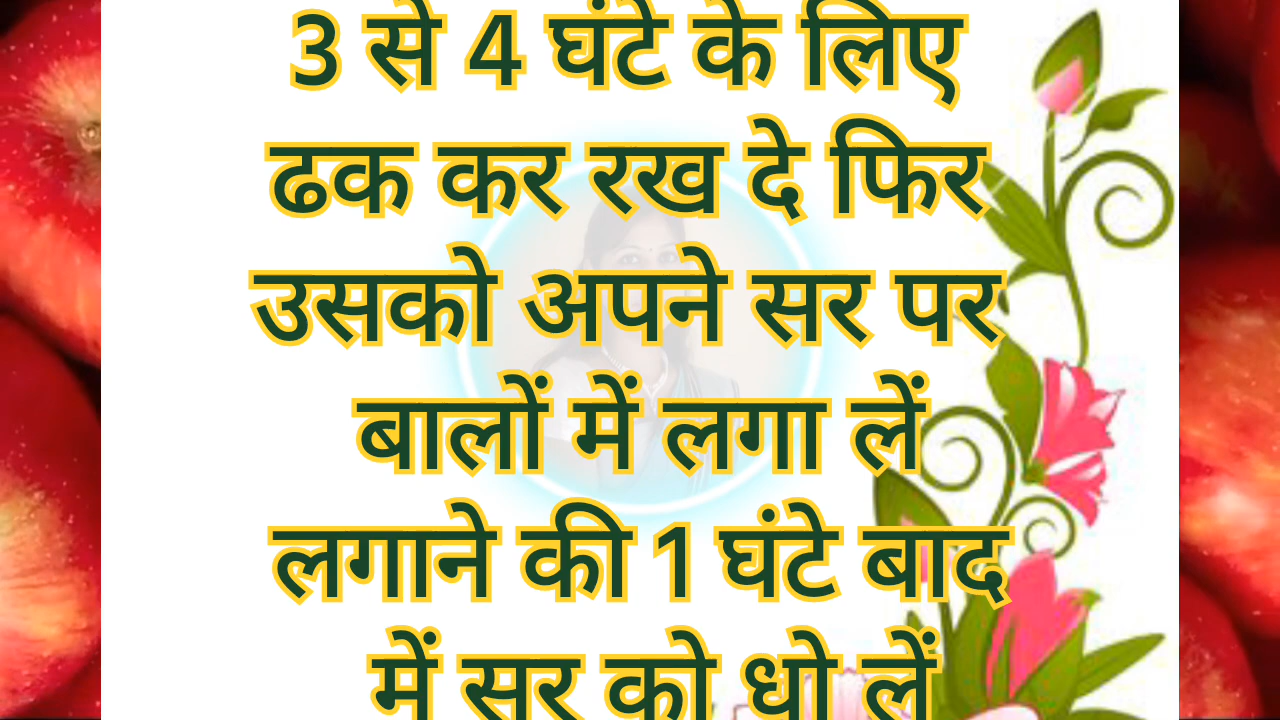 3 से 4 घंटे के लिए
ढक कर रख दे फिर
उसको अपने सर पर
बालों में लगा लें
लगाने की 1 घंटे बाद
में सर को धो लें